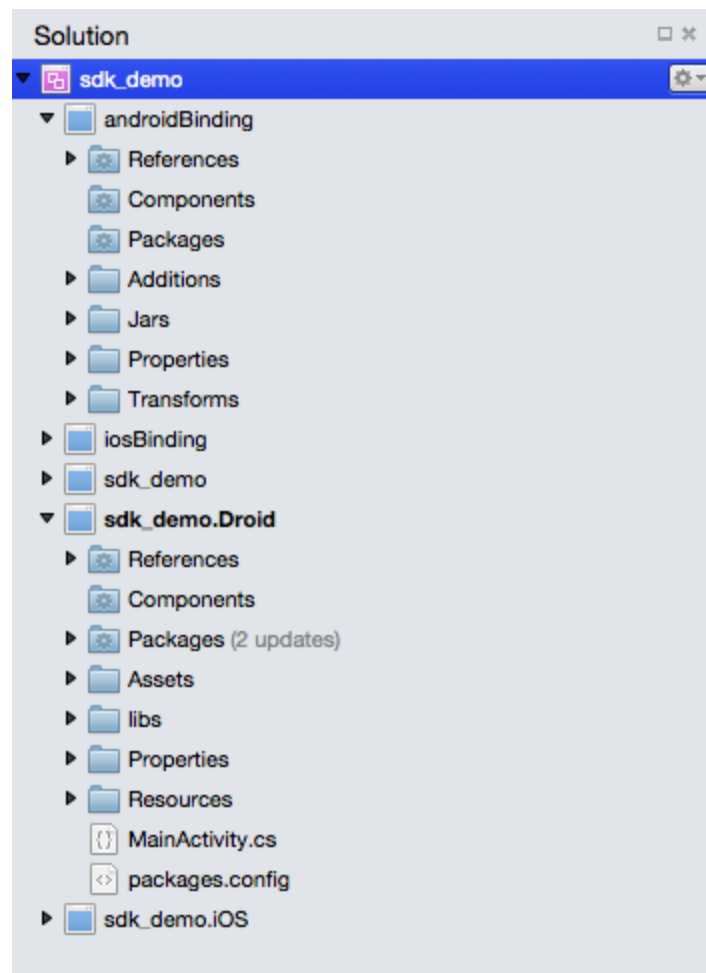 Solution
sdk_demo
androidBinding
References
Components
Packages
Additions
Jars
Properties
Transforms
iosBinding
sdk_demo
sdk_demo.Droid
References
Components
Packages (2 updates)
Assets
libs
Properties
Resources
MainActivity.cs
packages.config
sdk_demo.iOS